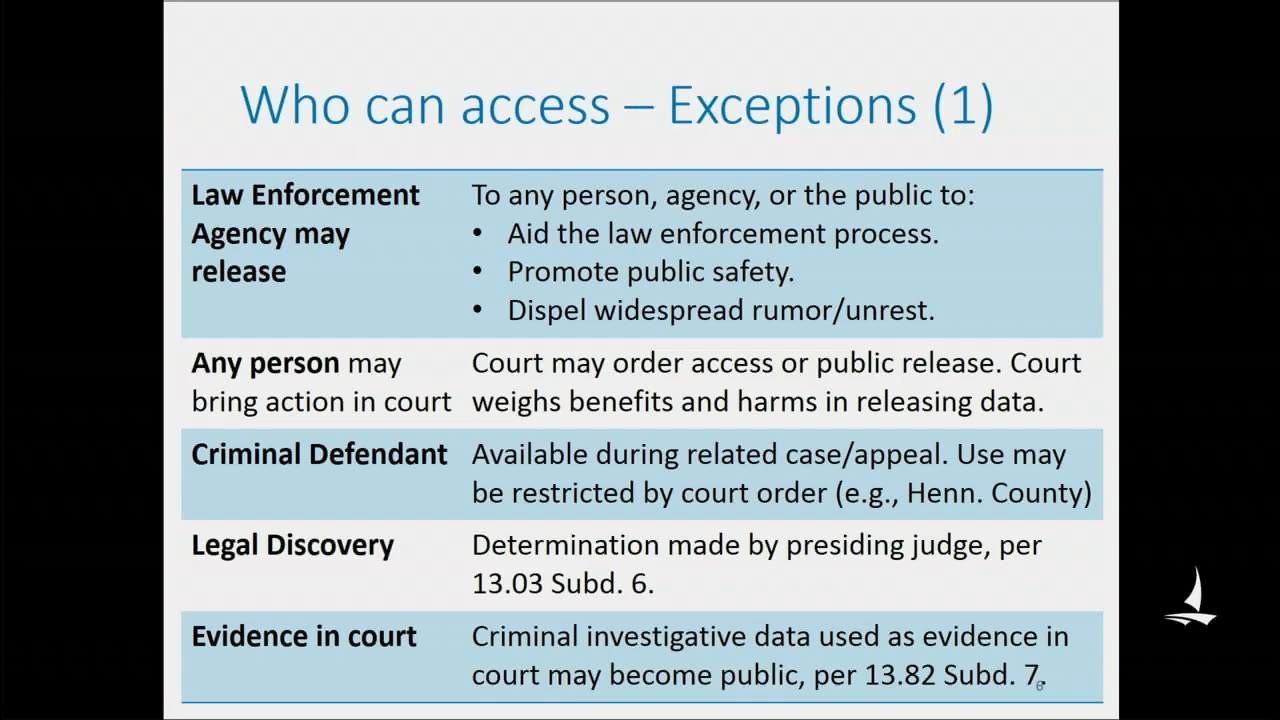 Who can access – Exceptions (1)
Law Enforcement
Agency may
release
To any person, agency, or the public to:
• Aid the law enforcement process.
• Promote public safety.
• Dispel widespread rumor/unrest.
Any person may
bring action in court
Court may order access or public release. Court
weighs benefits and harms in releasing data.
Criminal Defendant
Available during related case/appeal. Use may
be restricted by court order (e.g., Henn. County)
Legal Discovery
Determination made by presiding judge, per
13.03 Subd. 6.
Evidence in court
Criminal investigative data used as evidence in
court may become public, per 13.82 Subd. 7.
6